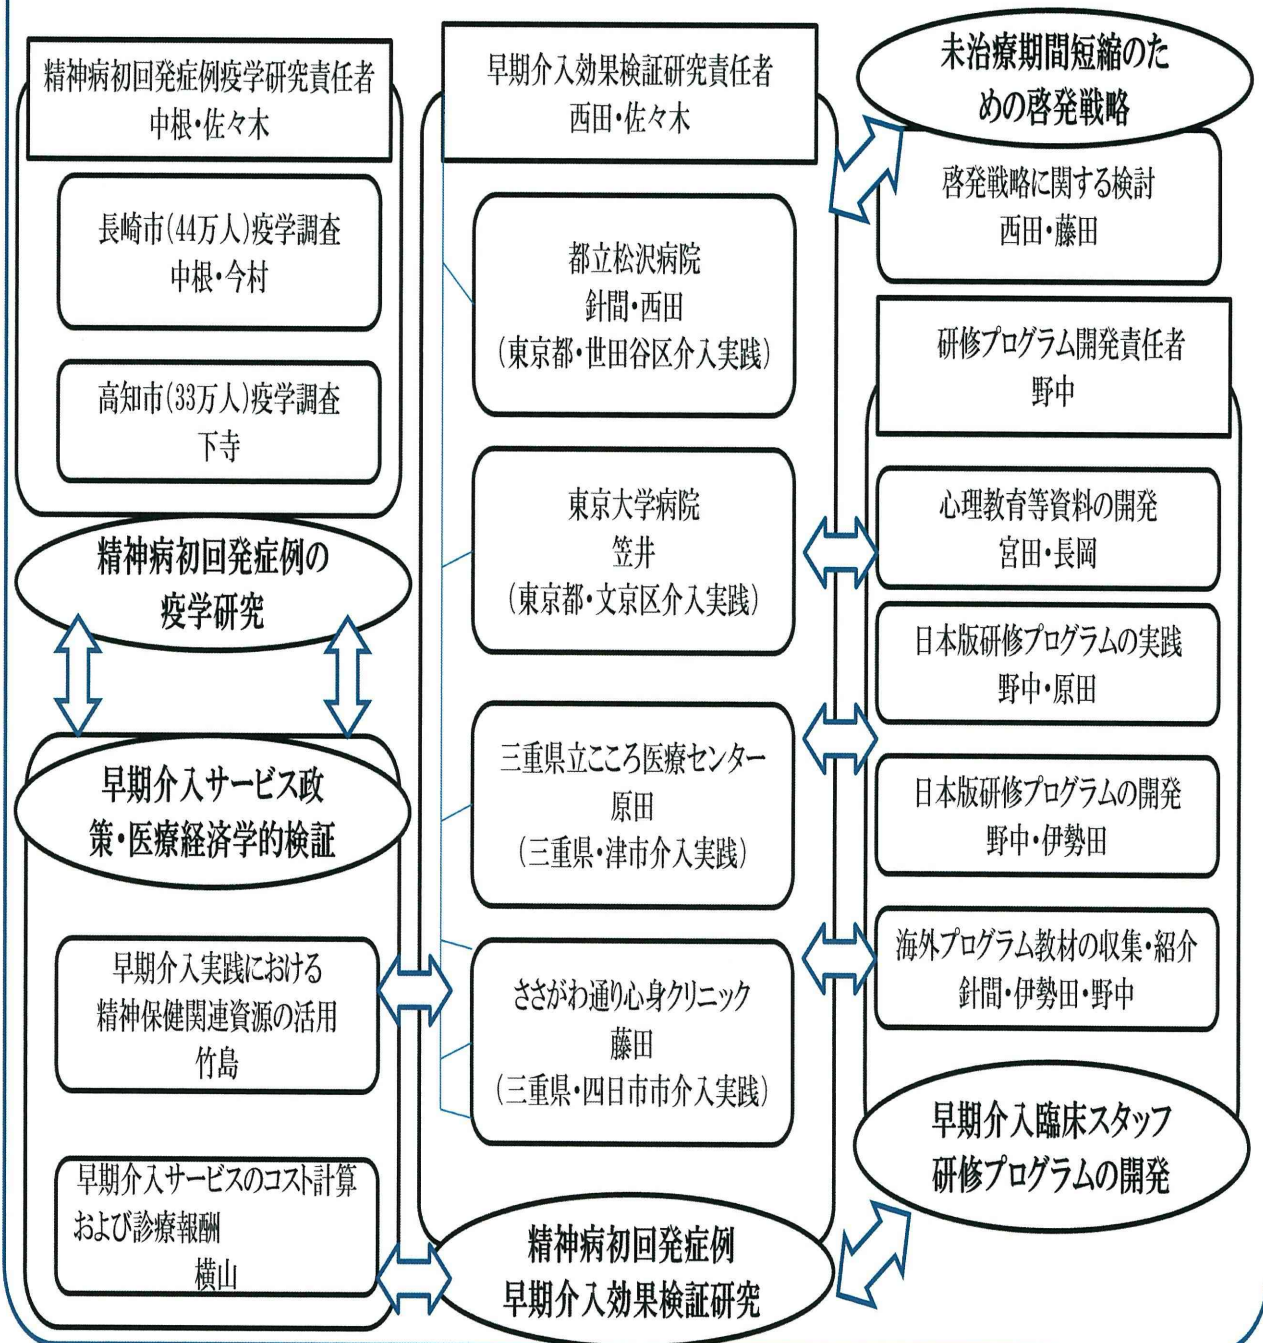 精神病初回発症例疫学研究責任者
中根・佐々木
長崎市(44万人)疫学調査
中根・今村
高知市(33万人)疫学調査
下寺
精神病初回発症例の
疫学研究
早期介入サービス政
策・医療経済学的検証
早期介入実践における
精神保健関連資源の活用
竹島
早期介入サービスのコスト計算
および診療報酬
横山
早期介入効果検証研究責任者
西田・佐々木
都立松沢病院
針間・西田
(東京都・世田谷区介入実践)
東京大学病院
笠井
(東京都・文京区介入実践)
三重県立こころ医療センター
原田
(三重県・津市介入実践)
ささがわ通り心身クリニック
藤田
(三重県・四日市市介入実践)
精神病初回発症例
早期介入効果検証研究
未治療期間短縮のた
めの啓発戦略
啓発戦略に関する検討
西田・藤田
研修プログラム開発責任者
野中
心理教育等資料の開発
宮田・長岡
日本版研修プログラムの実践
野中・原田
日本版研修プログラムの開発
野中・伊勢田
海外プログラム教材の収集・紹介
針間・伊勢田・野中
早期介入臨床スタッフ
研修プログラムの開発